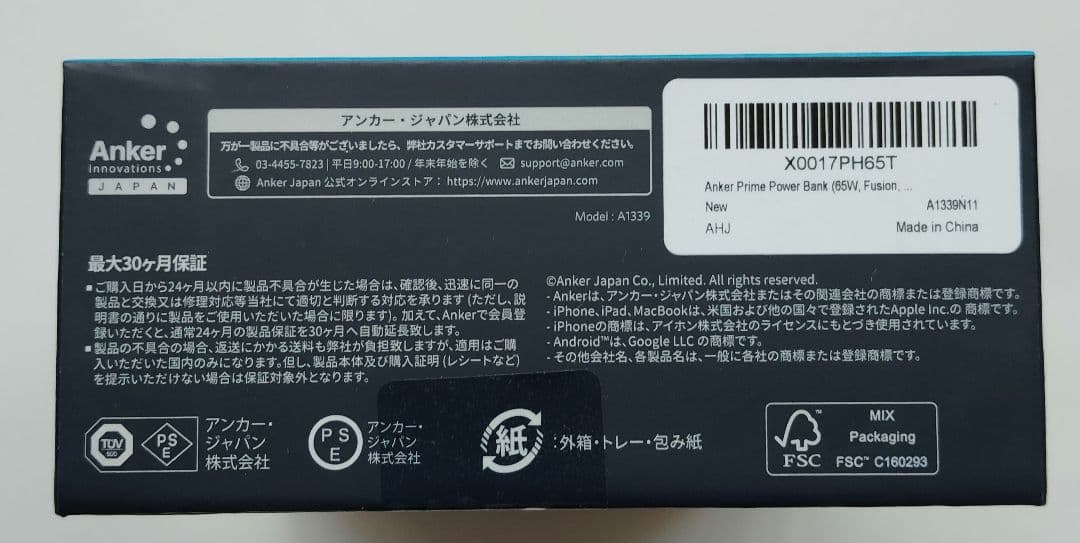 Anker
Innovations
JAPAN
アンカー・ジャパン株式会社
万が一製品に不具合等がございましたら、弊社カスタマーサポートまでお問い合わせください。
03-4455-7823 | 平日9:00-17:00 / 年末年始を除く support@anker.com
Anker Japan 公式オンラインストア : https://www.ankerjapan.com
Model : A1339
X0017PH65T
Anker Prime Power Bank (65W, Fusion, ...
New A1339N11
AHJ Made in China
最大30ヶ月保証
■ご購入日から24ヶ月以内に製品不具合が生じた場合は、確認後、迅速に同一の
製品と交換又は修理対応等当社にて適切と判断する対応を承ります(ただし、説
明書の通りに製品をご使用いただいた場合に限ります)。加えて、Ankerで会員登
録いただくと、通常24ヶ月の製品保証を30ヶ月へ自動延長致します。
■製品の不具合の場合、返送にかかる送料も弊社が負担致しますが、適用はご購
入いただいた国内のみになります。但し、製品本体及び購入証明 (レシートなど)
を提示いただけない場合は保証対象外となります。
©Anker Japan Co., Limited. All rights reserved.
- Ankerは、アンカー・ジャパン株式会社またはその関連会社の商標または登録商標です。
- iPhone、iPad、MacBookは、米国および他の国々で登録されたApple Inc.の 商標です。
- iPhoneの商標は、アイホン株式会社のライセンスにもとづき使用されています。
- Android™は、Google LLC の商標です。
- その他会社名、各製品名は、一般に各社の商標または登録商標です。
TÜV
SÜD
PS
E
アンカー・
ジャパン
株式会社
PS
E
アンカー・
ジャパン
株式会社
紙
:外箱・トレー・包み紙
FSC
MIX
Packaging
FSC™ C160293